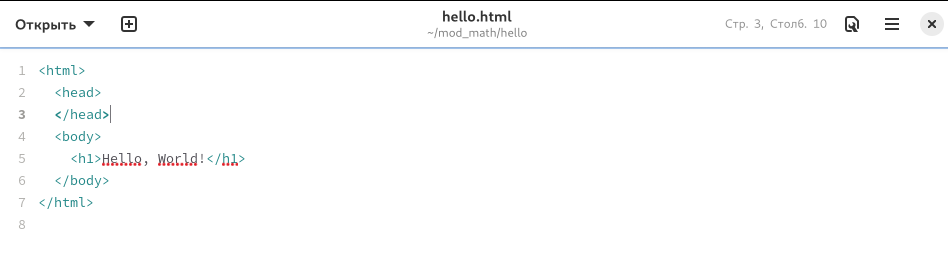 Открыть
hello.html
~/mod_math/hello
Стр. 3, Столб. 10
1 <html>
2   <head>
3   </head>
4   <body>
5     <h1>Hello, World!</h1>
6   </body>
7 </html>
8